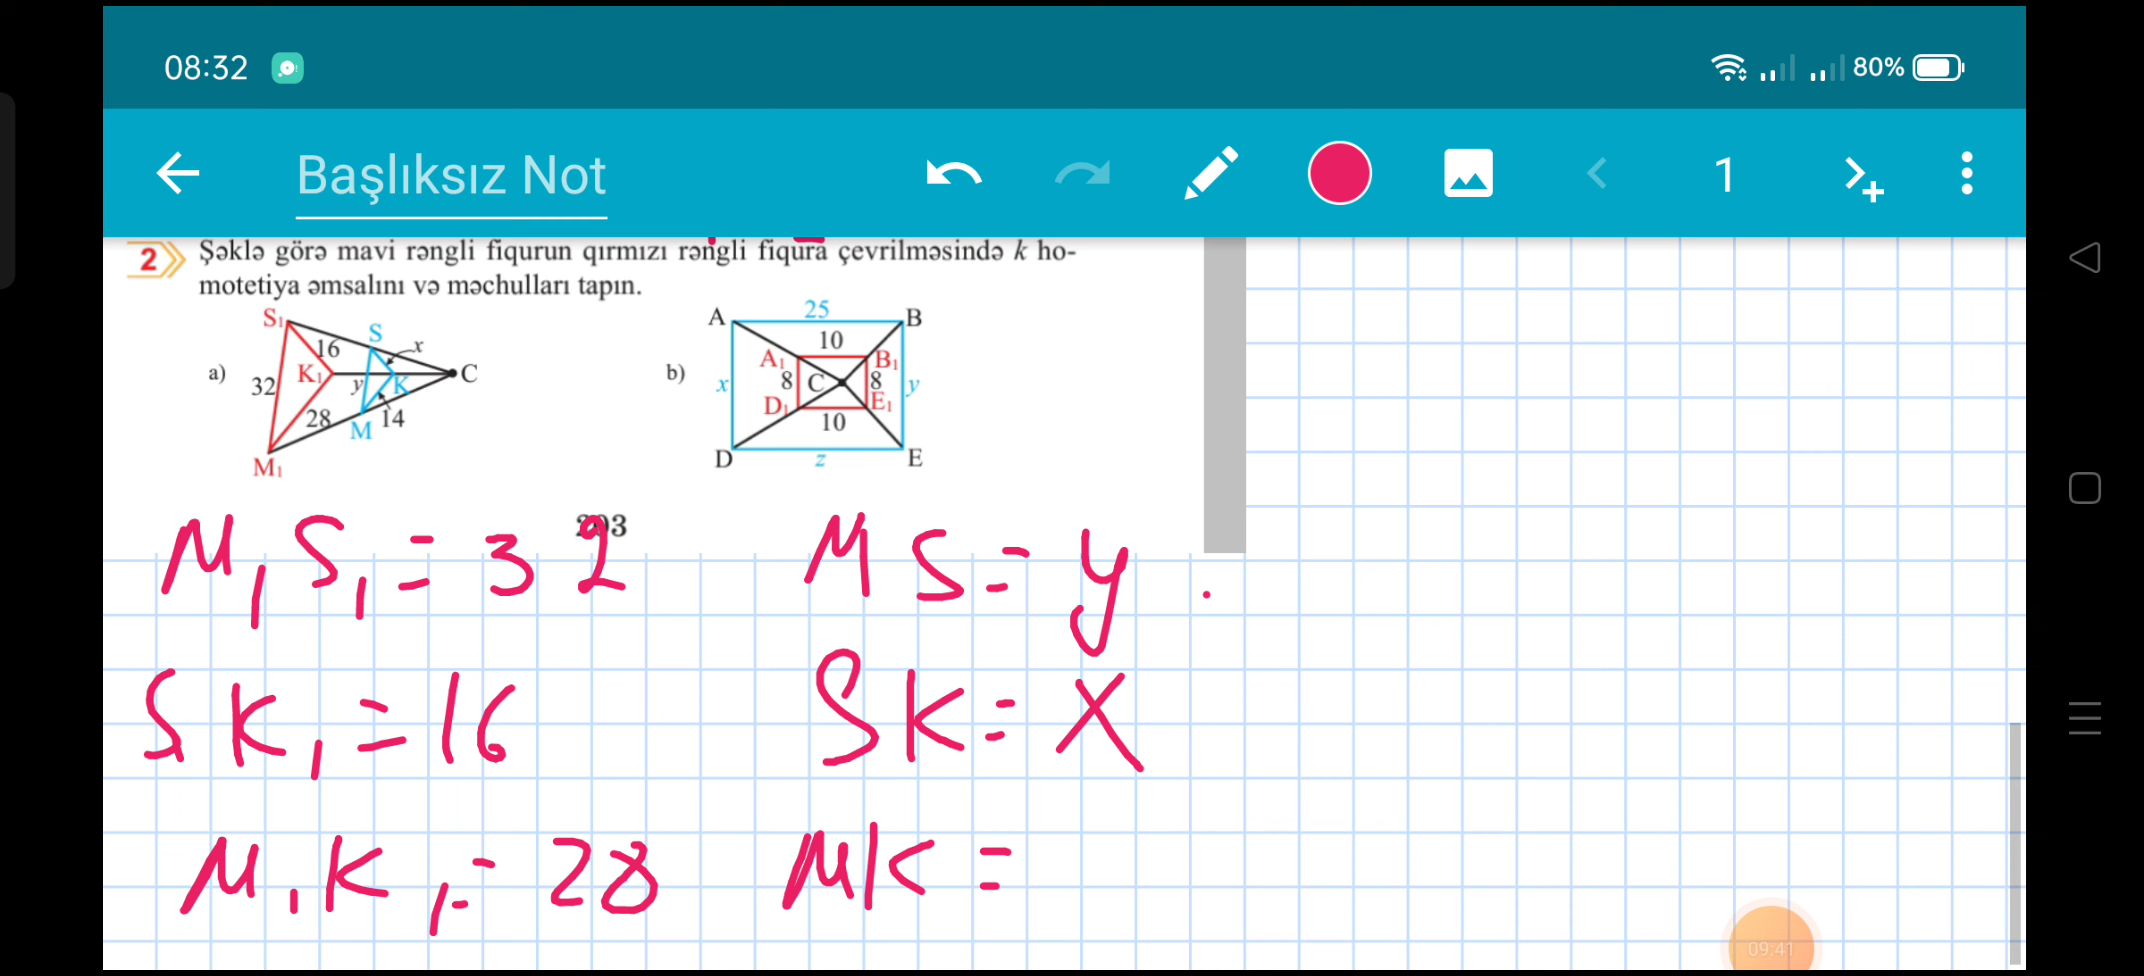 08:32
80%
Başlıksız Not
1
2 Şəklə görə mavi rəngli fiqurun qırmızı rəngli fiqura çevrilməsində k ho-
motetiya əmsalını və məchulları tapın.
a) S₁ 16 S x C K₁ 32 y K 28 M 14 M₁
b) A 25 B 10 A₁ B₁ x 8 C 8 y D₁ E₁ 10 D z E
203
M₁S₁ = 32 MS = y .
SK₁ = 16 SK = x
M₁K₁ = 28 MK =
09:41